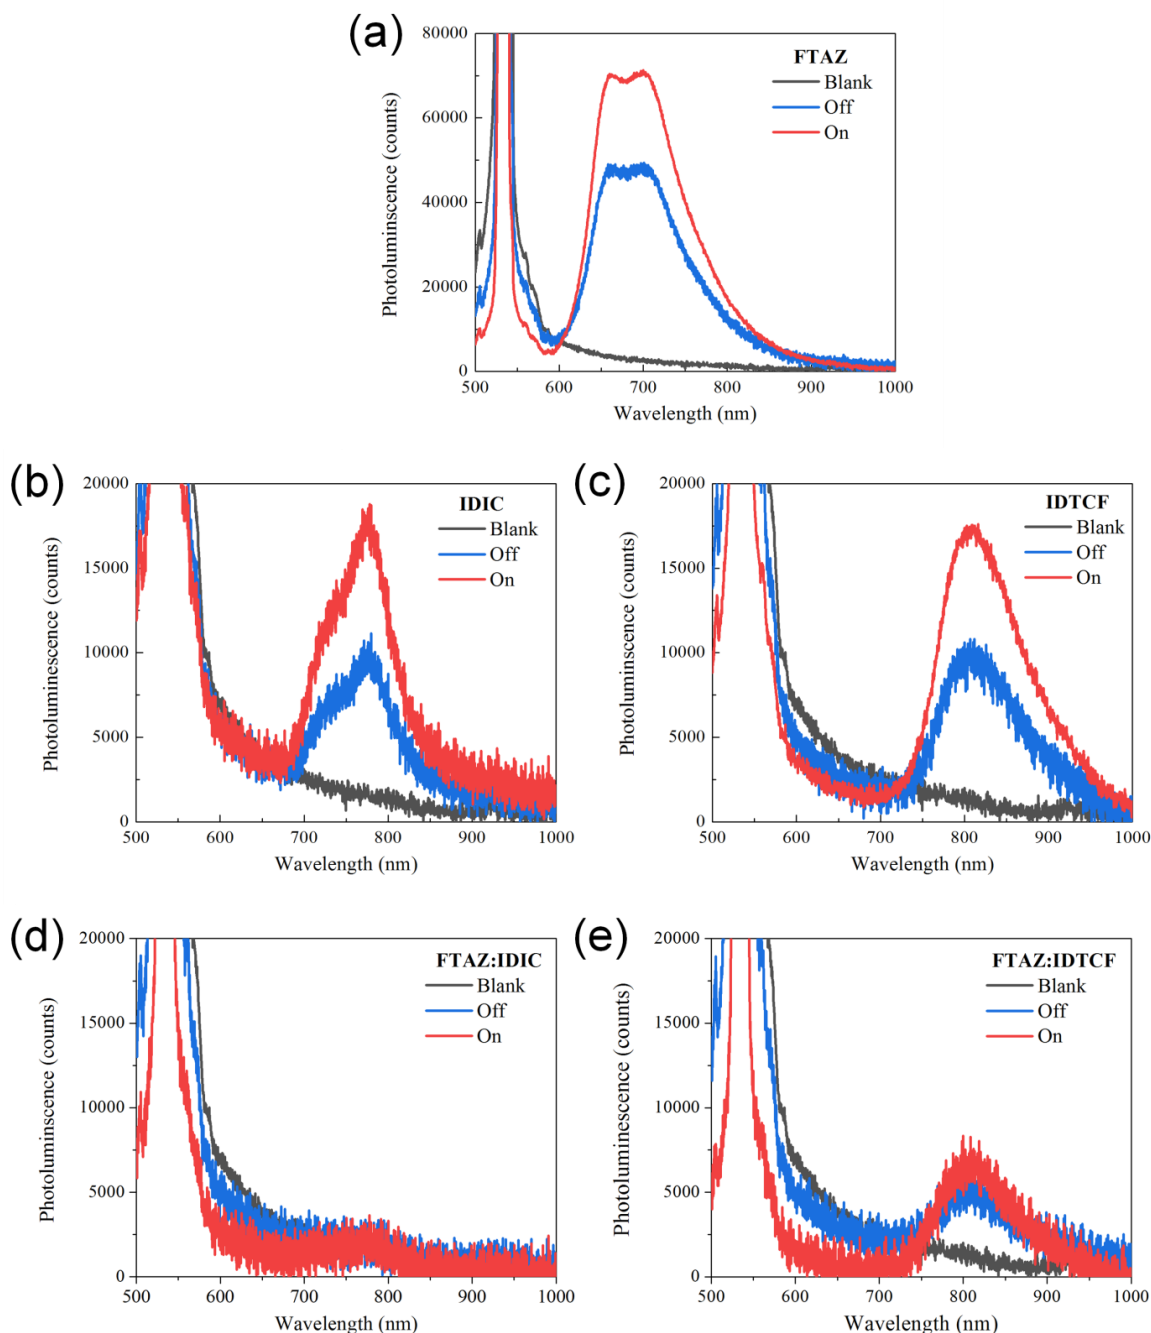 (a)
FTAZ
Blank
Off
On
Photoluminscence (counts)
80000
60000
40000
20000
0
500 600 700 800 900 1000
Wavelength (nm)
(b)
IDIC
Blank
Off
On
Photoluminescence (counts)
20000
15000
10000
5000
0
500 600 700 800 900 1000
Wavelength (nm)
(c)
IDTCF
Blank
Off
On
Photoluminscence (counts)
20000
15000
10000
5000
0
500 600 700 800 900 1000
Wavelength (nm)
(d)
FTAZ:IDIC
Blank
Off
On
Photoluminscence (counts)
20000
15000
10000
5000
0
500 600 700 800 900 1000
Wavelength (nm)
(e)
FTAZ:IDTCF
Blank
Off
On
Photoluminescence (counts)
20000
15000
10000
5000
0
500 600 700 800 900 1000
Wavelength (nm)